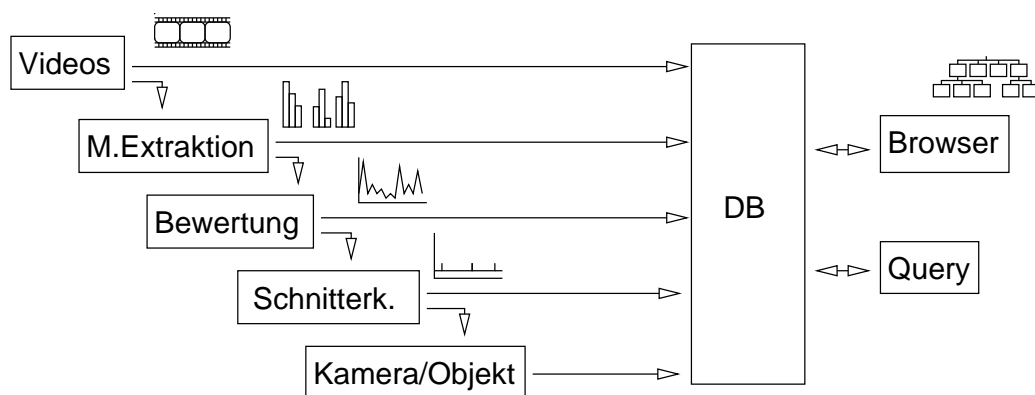 Videos
M.Extraktion
Bewertung
Schnitterk.
Kamera/Objekt
DB
Browser
Query